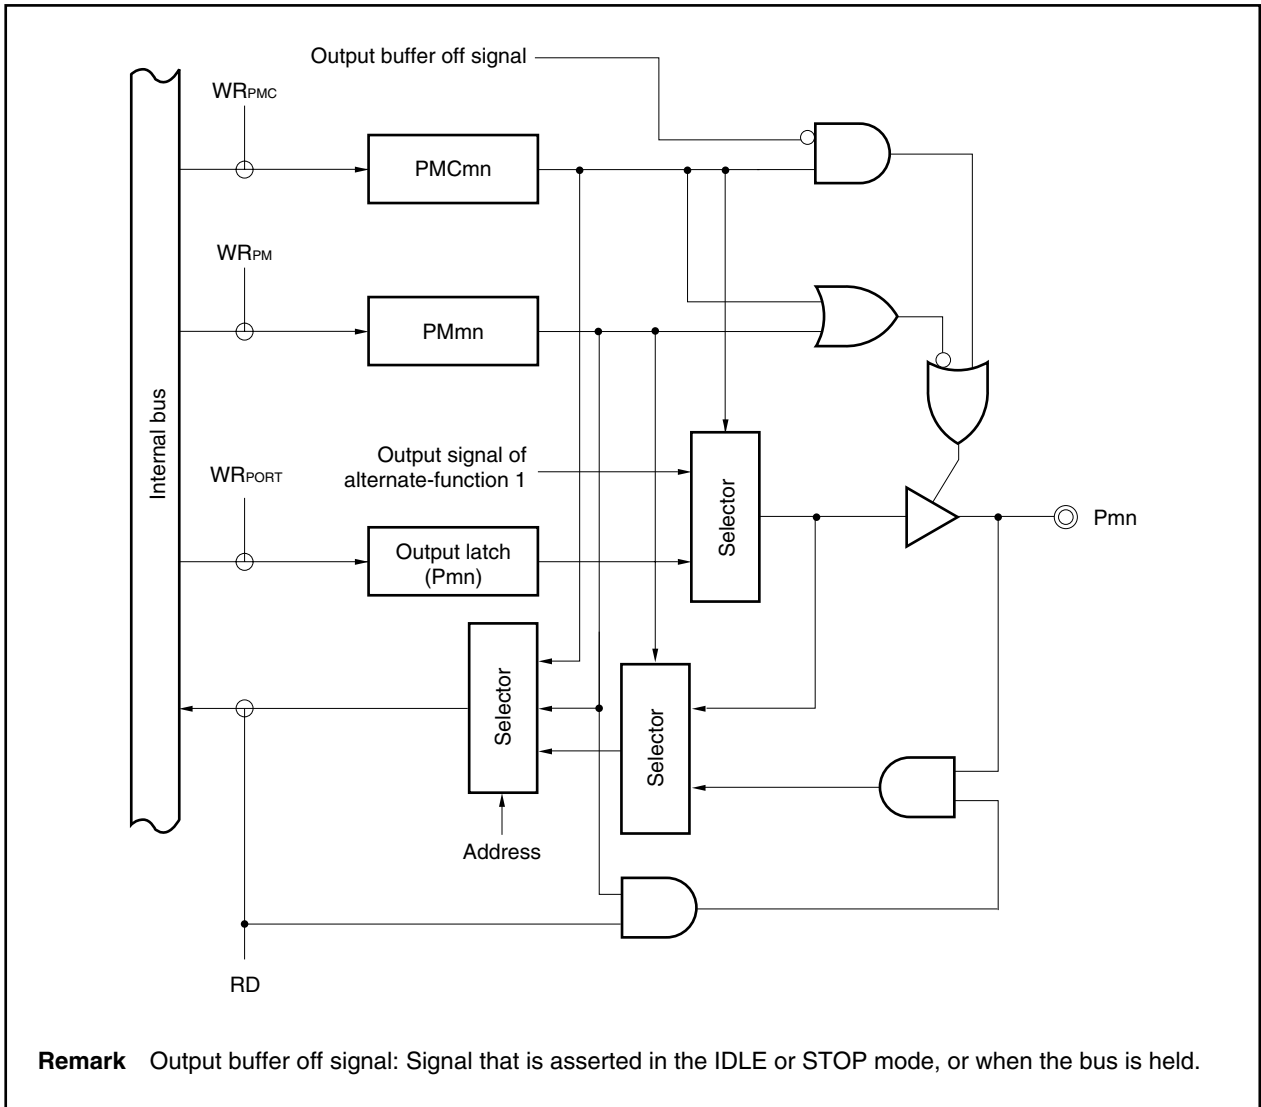 Output buffer off signal
WRPMC
PMCmn
WRPM
PMmn
Internal bus
Output signal of
alternate-function 1
WRPORT
Output latch
(Pmn)
Selector
Pmn
Selector
Selector
Address
RD
Remark Output buffer off signal: Signal that is asserted in the IDLE or STOP mode, or when the bus is held.